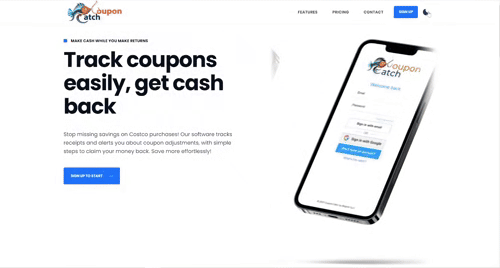 Coupon
Catch
FEATURES
PRICING
CONTACT
SIGN UP
MAKE CASH WHILE YOU MAKE RETURNS
Track coupons
easily, get cash
back
Stop missing savings on Costco purchases! Our software tracks
receipts and alerts you about coupon adjustments, with simple
steps to claim your money back. Save more effortlessly!
SIGN UP TO START
Coupon
Catch
Welcome back
Email
Password
Sign in with email
Sign in with Google
Don't have an account?